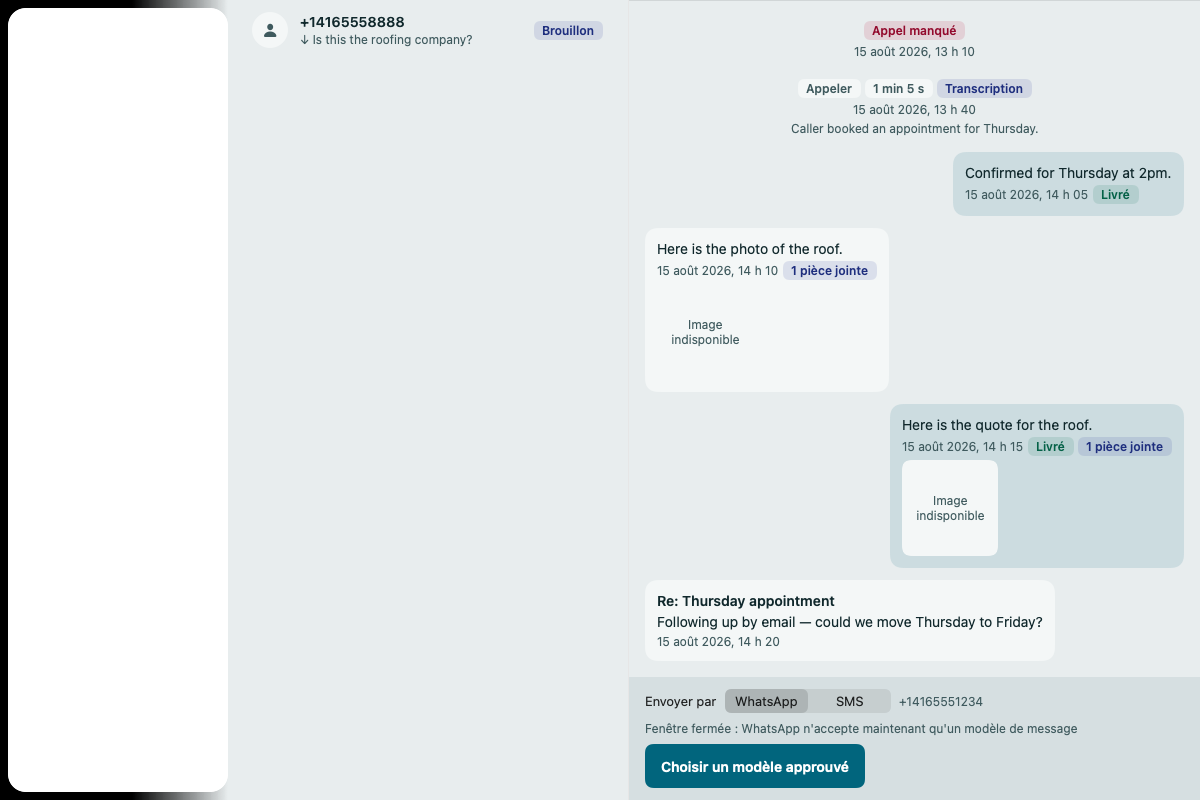 +14165558888
↓ Is this the roofing company?
Brouillon
Appel manqué
15 août 2026, 13 h 10
Appeler 1 min 5 s Transcription
15 août 2026, 13 h 40
Caller booked an appointment for Thursday.
Confirmed for Thursday at 2pm.
15 août 2026, 14 h 05 Livré
Here is the photo of the roof.
15 août 2026, 14 h 10 1 pièce jointe
Image
indisponible
Here is the quote for the roof.
15 août 2026, 14 h 15 Livré 1 pièce jointe
Image
indisponible
Re: Thursday appointment
Following up by email — could we move Thursday to Friday?
15 août 2026, 14 h 20
Envoyer par WhatsApp SMS +14165551234
Fenêtre fermée : WhatsApp n'accepte maintenant qu'un modèle de message
Choisir un modèle approuvé